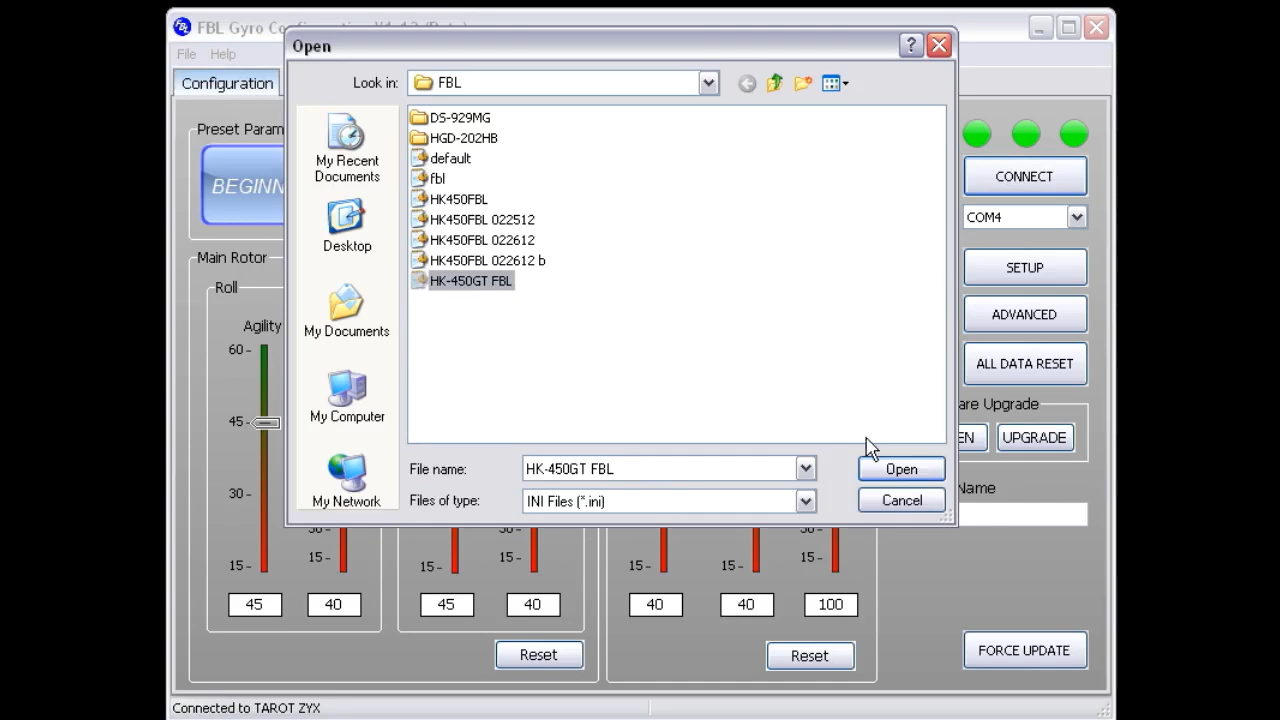 FBL Gyro Co
Open
File Help
Look in: FBL
Configuration
DS-929MG
HGD-202HB
default
fbl
HK450FBL
HK450FBL 022512
HK450FBL 022612
HK450FBL 022612 b
HK-450GT FBL
My Recent
Documents
Desktop
My Documents
My Computer
My Network
File name: HK-450GT FBL
Open
Files of type: INI Files (*.ini)
Cancel
Preset Param
BEGINN
Main Rotor
Roll
Agility
60
45
30
15
15
15
15
15
15
15
45
40
45
40
40
40
100
Reset
Reset
CONNECT
COM4
SETUP
ADVANCED
ALL DATA RESET
are Upgrade
EN
UPGRADE
Name
FORCE UPDATE
Connected to TAROT ZYX